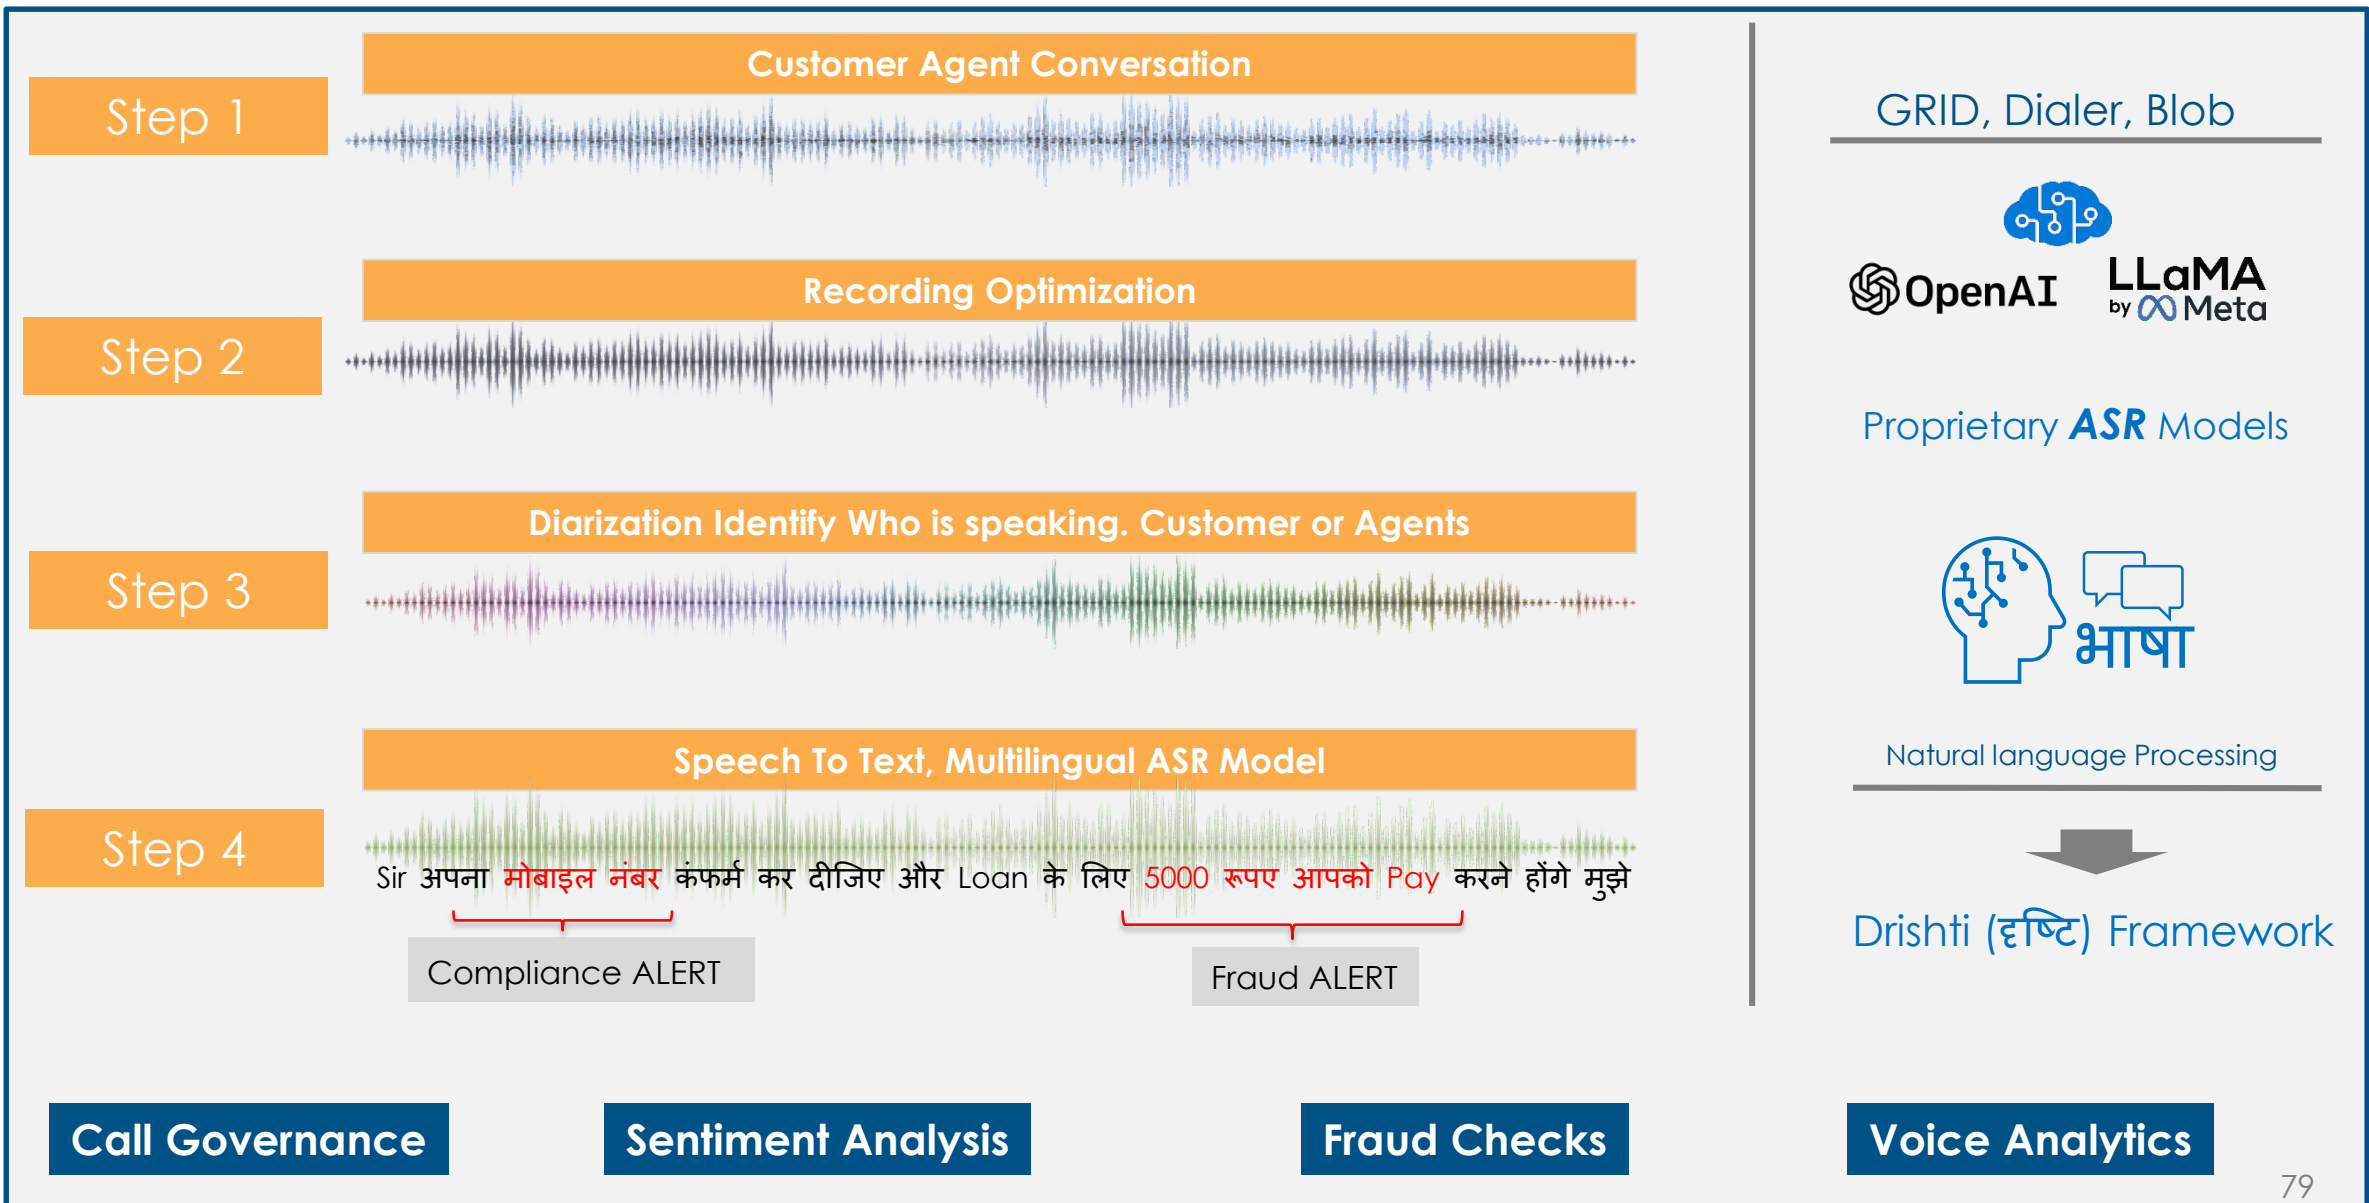 Customer Agent Conversation
Step 1
Recording Optimization
Step 2
Diarization Identify Who is speaking. Customer or Agents
Step 3
Speech To Text, Multilingual ASR Model
Step 4
Sir अपना मोबाइल नंबर कंफर्म कर दीजिए और Loan के लिए 5000 रूपए आपको Pay करने होंगे मुझे
Compliance ALERT
Fraud ALERT
GRID, Dialer, Blob
OpenAI
LLaMA
by Meta
Proprietary ASR Models
भाषा
Natural language Processing
Drishti (दृष्टि) Framework
Call Governance
Sentiment Analysis
Fraud Checks
Voice Analytics
79